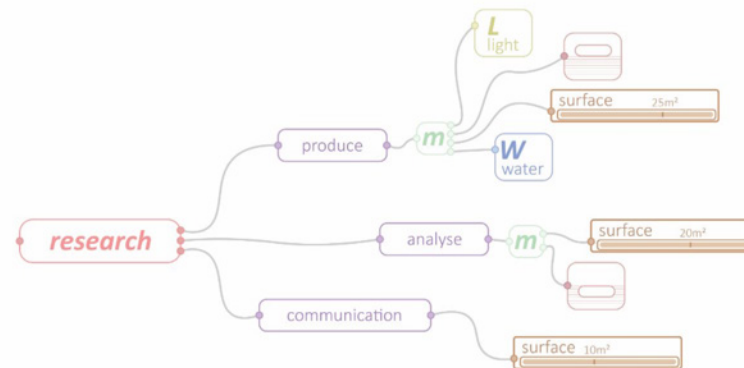 L
light
surface 25m²
produce
m
W
water
research
analyse
m
surface 20m²
communication
surface 10m²